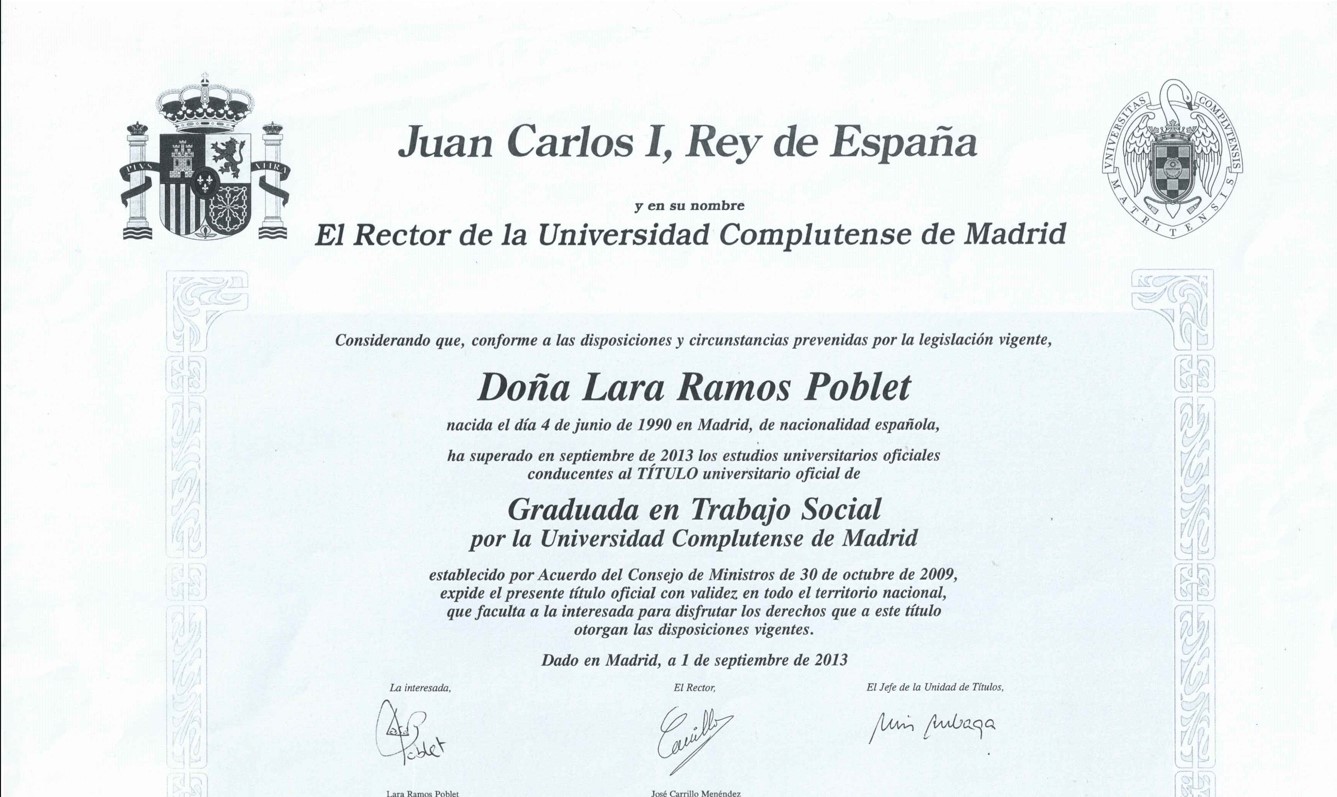 Juan Carlos I, Rey de España
PLVS VLTRA
VNIVERSITAS COMPLVTENSIS MATRITENSIS
y en su nombre
El Rector de la Universidad Complutense de Madrid
Considerando que, conforme a las disposiciones y circunstancias prevenidas por la legislación vigente,
Doña Lara Ramos Poblet
nacida el día 4 de junio de 1990 en Madrid, de nacionalidad española,
ha superado en septiembre de 2013 los estudios universitarios oficiales
conducentes al TÍTULO universitario oficial de
Graduada en Trabajo Social
por la Universidad Complutense de Madrid
establecido por Acuerdo del Consejo de Ministros de 30 de octubre de 2009,
expide el presente título oficial con validez en todo el territorio nacional,
que faculta a la interesada para disfrutar los derechos que a este título
otorgan las disposiciones vigentes.
Dado en Madrid, a 1 de septiembre de 2013
La interesada, El Rector, El Jefe de la Unidad de Títulos,
Poblet Carrillo
Lara Ramos Poblet José Carrillo Menéndez